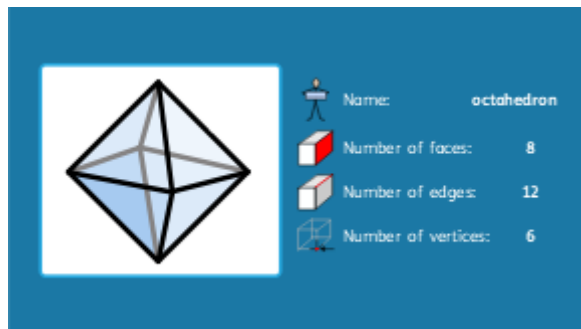 Name: octahedron
Number of faces: 8
Number of edges: 12
Number of vertices: 6